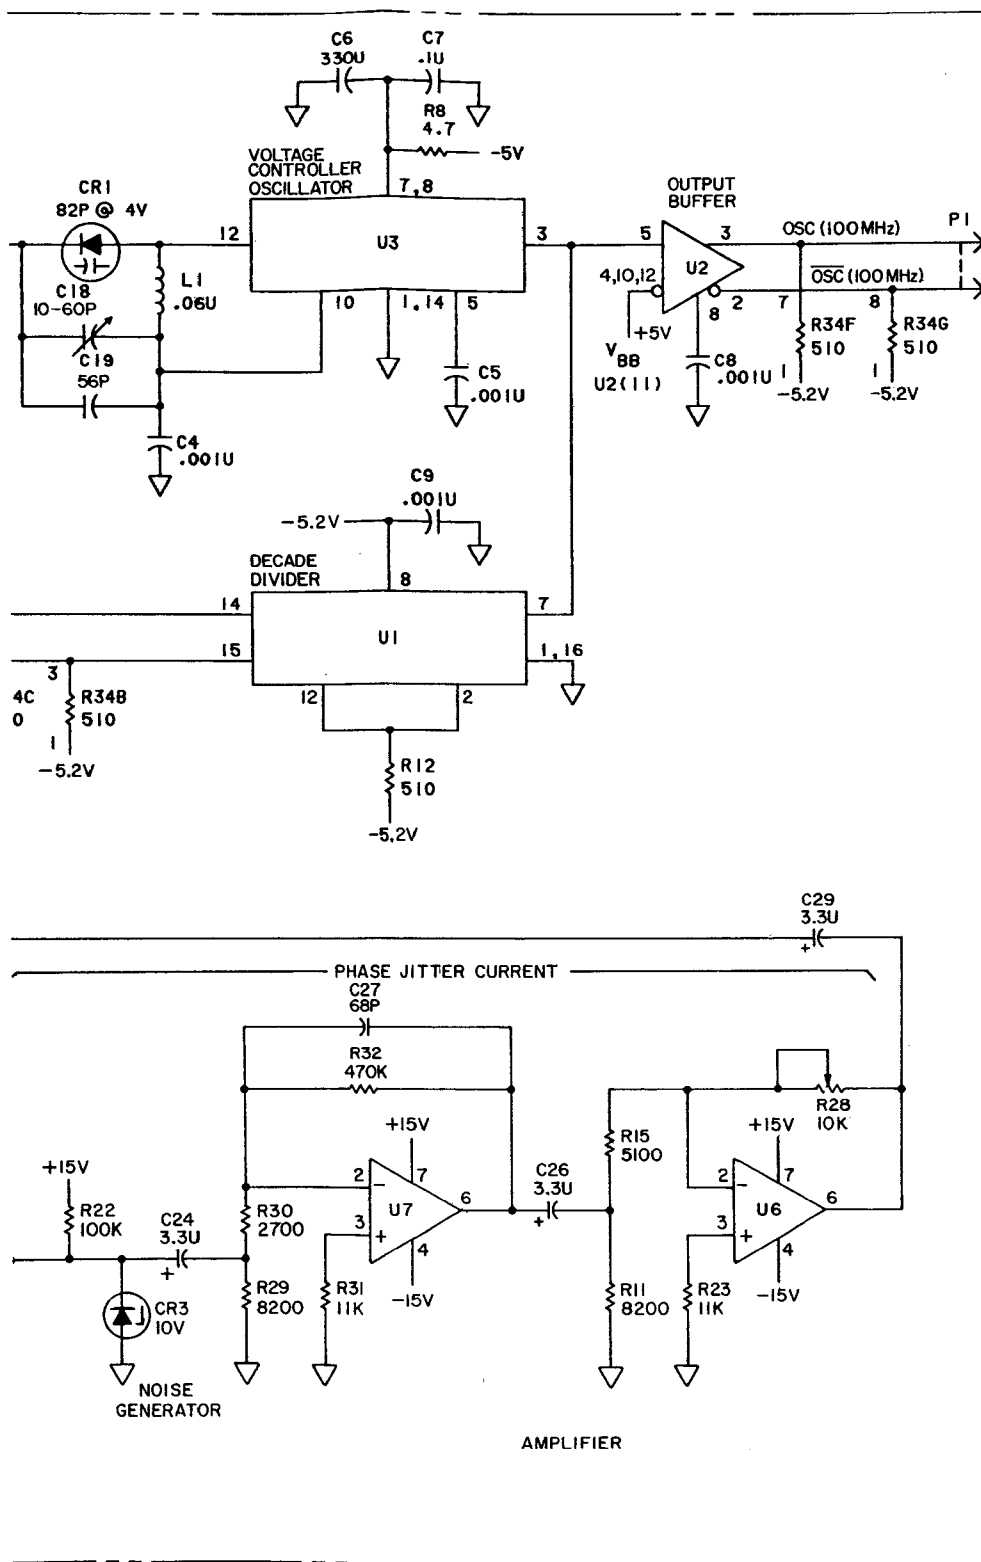 C6
330U
C7
.1U
R8
4.7
-5V
VOLTAGE
CONTROLLER
OSCILLATOR
7,8
CR1
82P @ 4V
12
U3
3
10
1,14
5
L1
.06U
C18
10-60P
C19
56P
C4
.001U
C5
.001U
OUTPUT
BUFFER
5
U2
3
4,10,12
2
8
+5V
VBB
U2(11)
C8
.001U
OSC (100MHz)
OSC (100MHz)
P1
7
8
R34F
510
1
-5.2V
R34G
510
1
-5.2V
C9
.001U
-5.2V
DECADE
DIVIDER
8
14
15
U1
7
1,16
12
2
3
4C
0
R34B
510
1
-5.2V
R12
510
-5.2V
C29
3.3U
+
PHASE JITTER CURRENT
C27
68P
R32
470K
+15V
2
-
7
U7
6
3
+
4
-15V
+15V
R22
100K
C24
3.3U
+
R30
2700
R29
8200
R31
11K
CR3
10V
NOISE
GENERATOR
C26
3.3U
+
R15
5100
R11
8200
R28
10K
+15V
2
-
7
U6
6
3
+
4
-15V
R23
11K
AMPLIFIER